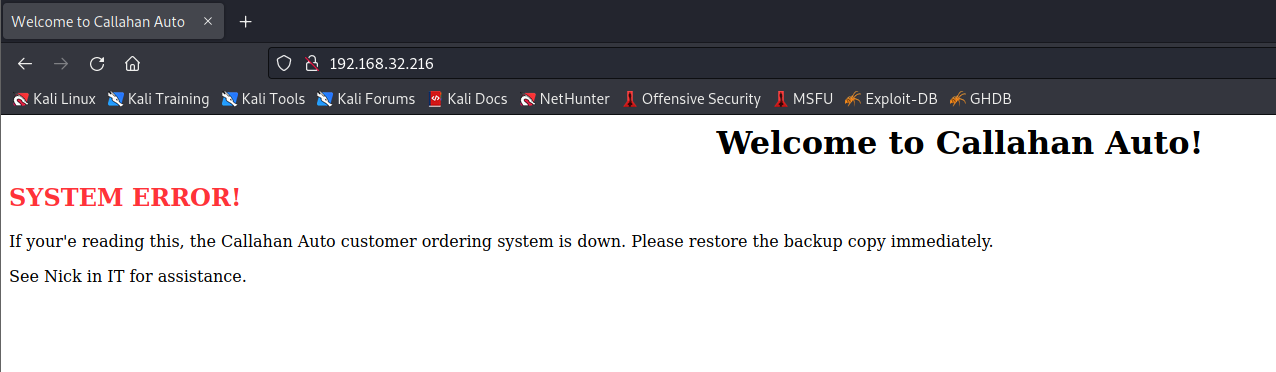 Welcome to Callahan Auto
192.168.32.216
Kali Linux Kali Training Kali Tools Kali Forums Kali Docs NetHunter Offensive Security MSFU Exploit-DB GHDB
Welcome to Callahan Auto!
SYSTEM ERROR!
If your'e reading this, the Callahan Auto customer ordering system is down. Please restore the backup copy immediately.
See Nick in IT for assistance.